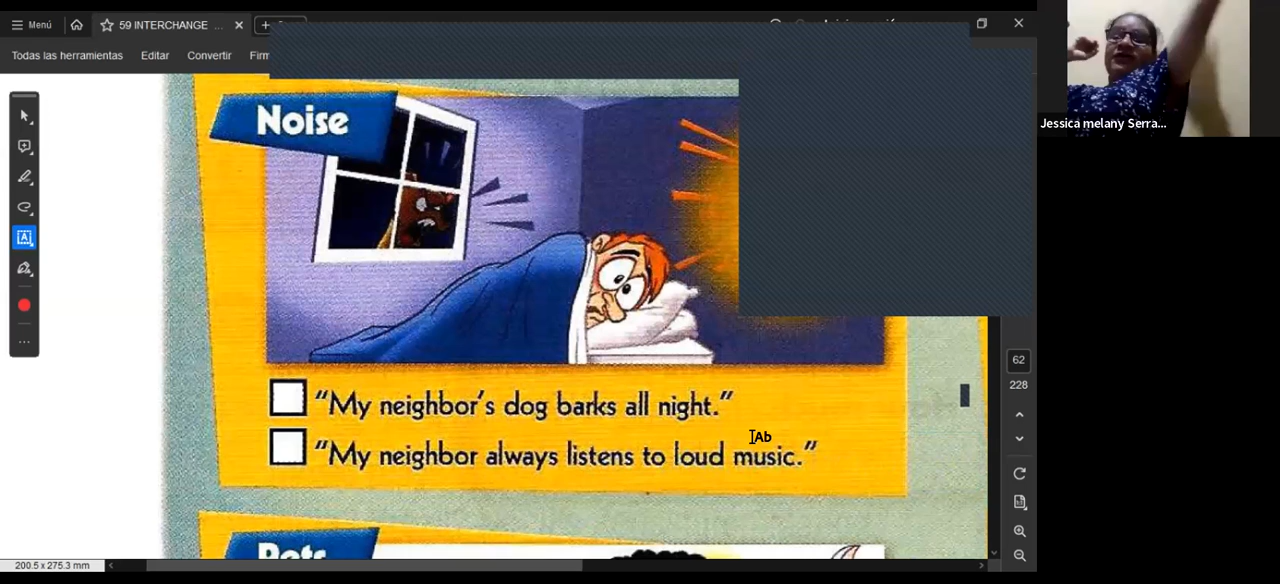 Menú
59 INTERCHANGE ...
Todas las herramientas
Editar
Convertir
Noise
"My neighbor's dog barks all night."
"My neighbor always listens to loud music."
Ab
62
228
200.5 x 275.3 mm
Jessica melany Serra...